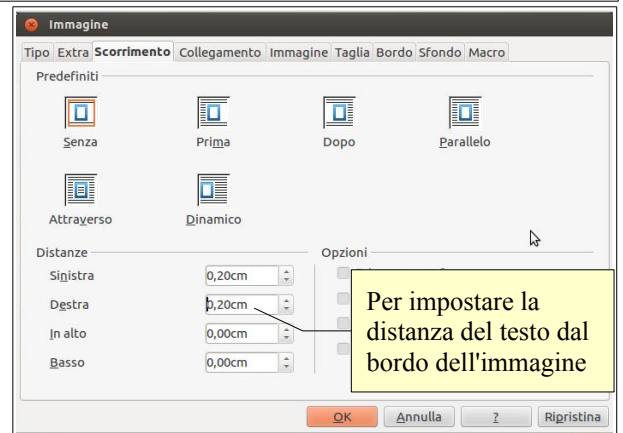 Immagine
Tipo Extra Scorrimento Collegamento Immagine Taglia Bordo Sfondo Macro
Predefiniti
Senza Prima Dopo Parallelo
Attraverso Dinamico
Distanze Opzioni
Sinistra 0,20cm
Destra 0,20cm
In alto 0,00cm
Basso 0,00cm
Per impostare la
distanza del testo dal
bordo dell'immagine
OK Annulla ? Ripristina